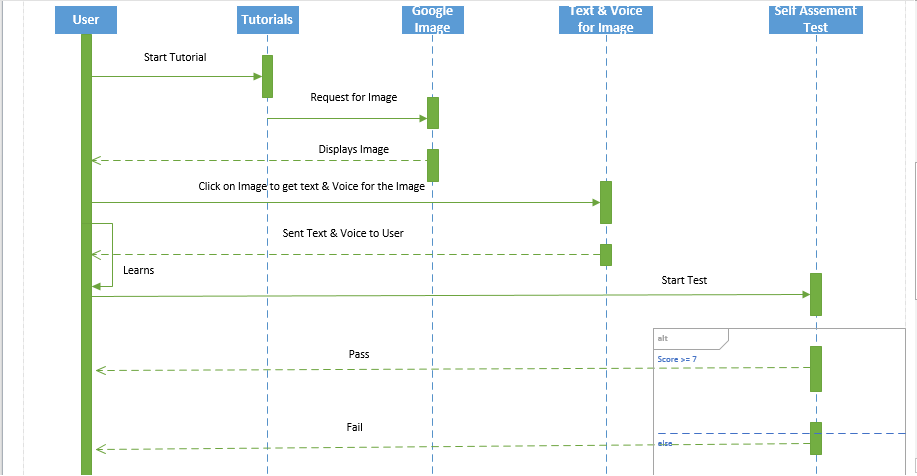 User
Tutorials
Google
Image
Text & Voice
for Image
Self Assement
Test
Start Tutorial
Request for Image
Displays Image
Click on Image to get text & Voice for the Image
Sent Text & Voice to User
Learns
Start Test
alt
Score >= 7
Pass
Fail
else